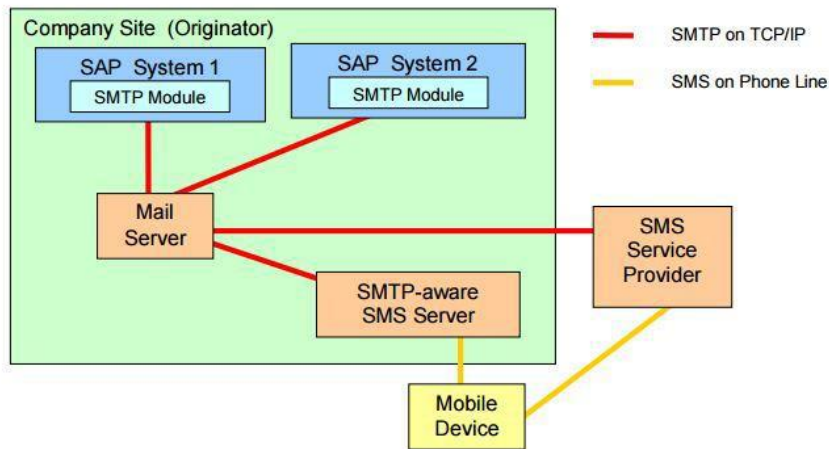 Company Site (Originator)
SAP System 1
SMTP Module
SAP System 2
SMTP Module
SMTP on TCP/IP
SMS on Phone Line
Mail
Server
SMS
Service
Provider
SMTP-aware
SMS Server
Mobile
Device